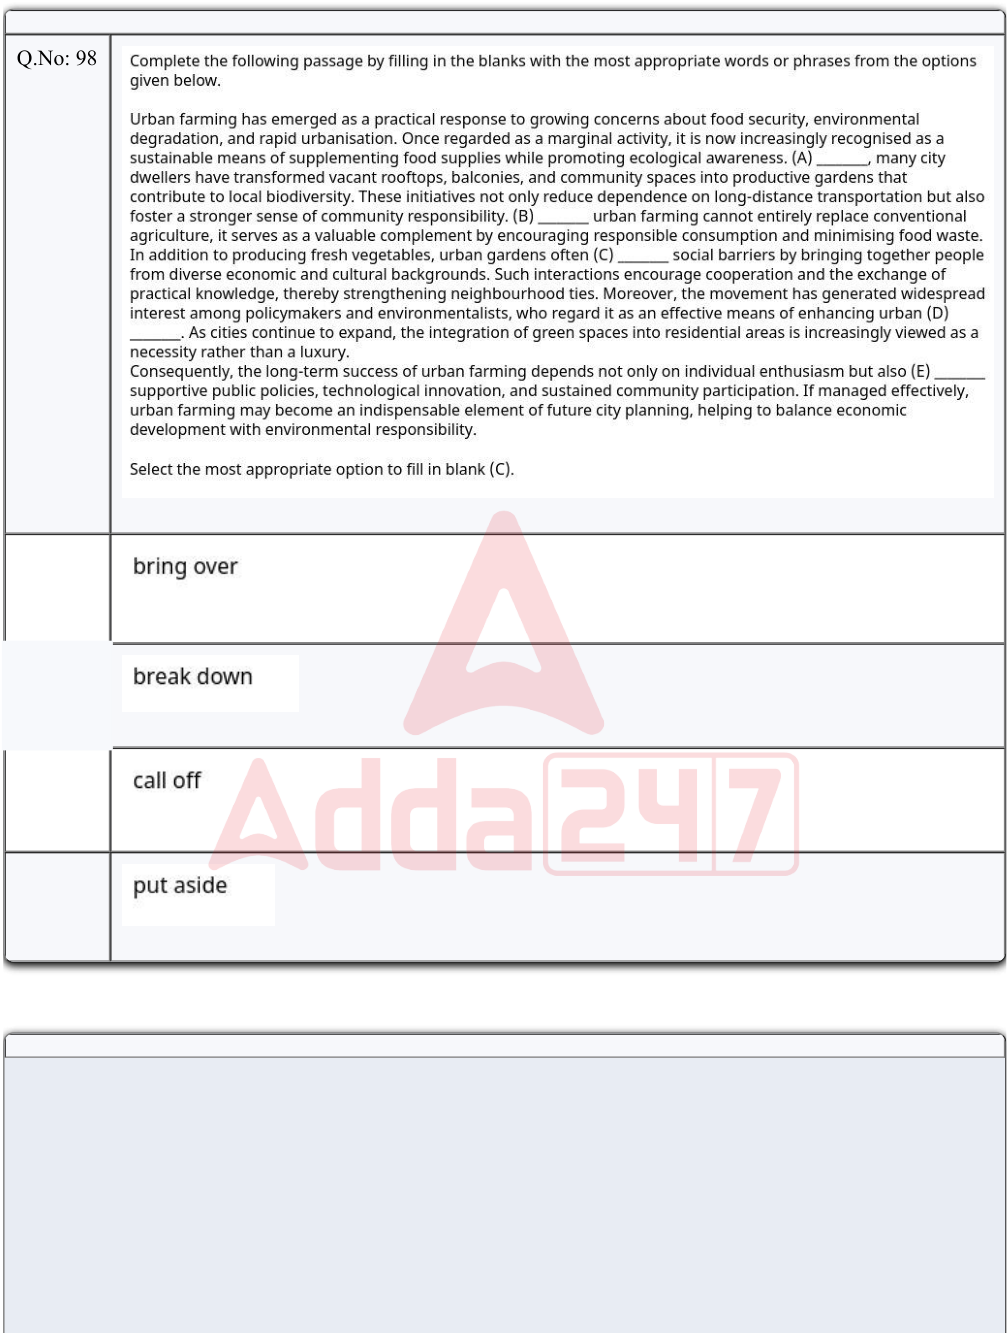 Q.No: 98
Complete the following passage by filling in the blanks with the most appropriate words or phrases from the options
given below.
Urban farming has emerged as a practical response to growing concerns about food security, environmental
degradation, and rapid urbanisation. Once regarded as a marginal activity, it is now increasingly recognised as a
sustainable means of supplementing food supplies while promoting ecological awareness. (A) _______, many city
dwellers have transformed vacant rooftops, balconies, and community spaces into productive gardens that
contribute to local biodiversity. These initiatives not only reduce dependence on long-distance transportation but also
foster a stronger sense of community responsibility. (B) _______ urban farming cannot entirely replace conventional
agriculture, it serves as a valuable complement by encouraging responsible consumption and minimising food waste.
In addition to producing fresh vegetables, urban gardens often (C) _______ social barriers by bringing together people
from diverse economic and cultural backgrounds. Such interactions encourage cooperation and the exchange of
practical knowledge, thereby strengthening neighbourhood ties. Moreover, the movement has generated widespread
interest among policymakers and environmentalists, who regard it as an effective means of enhancing urban (D)
_______. As cities continue to expand, the integration of green spaces into residential areas is increasingly viewed as a
necessity rather than a luxury.
Consequently, the long-term success of urban farming depends not only on individual enthusiasm but also (E) _______
supportive public policies, technological innovation, and sustained community participation. If managed effectively,
urban farming may become an indispensable element of future city planning, helping to balance economic
development with environmental responsibility.
Select the most appropriate option to fill in blank (C).
bring over
break down
call off
put aside
Adda247